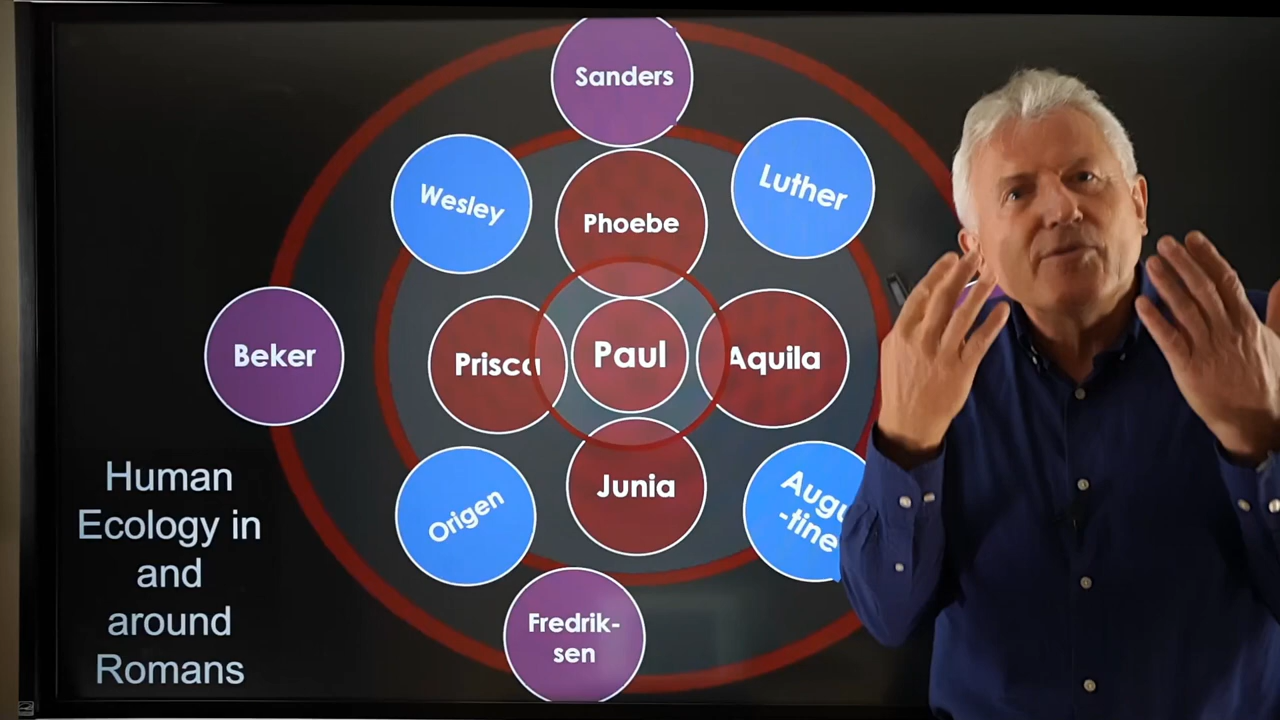 Sanders
Wesley
Luther
Phoebe
Beker
Prisca
Paul
Aquila
Junia
Origen
Augu
-tine
Fredrik-
sen
Human
Ecology in
and
around
Romans